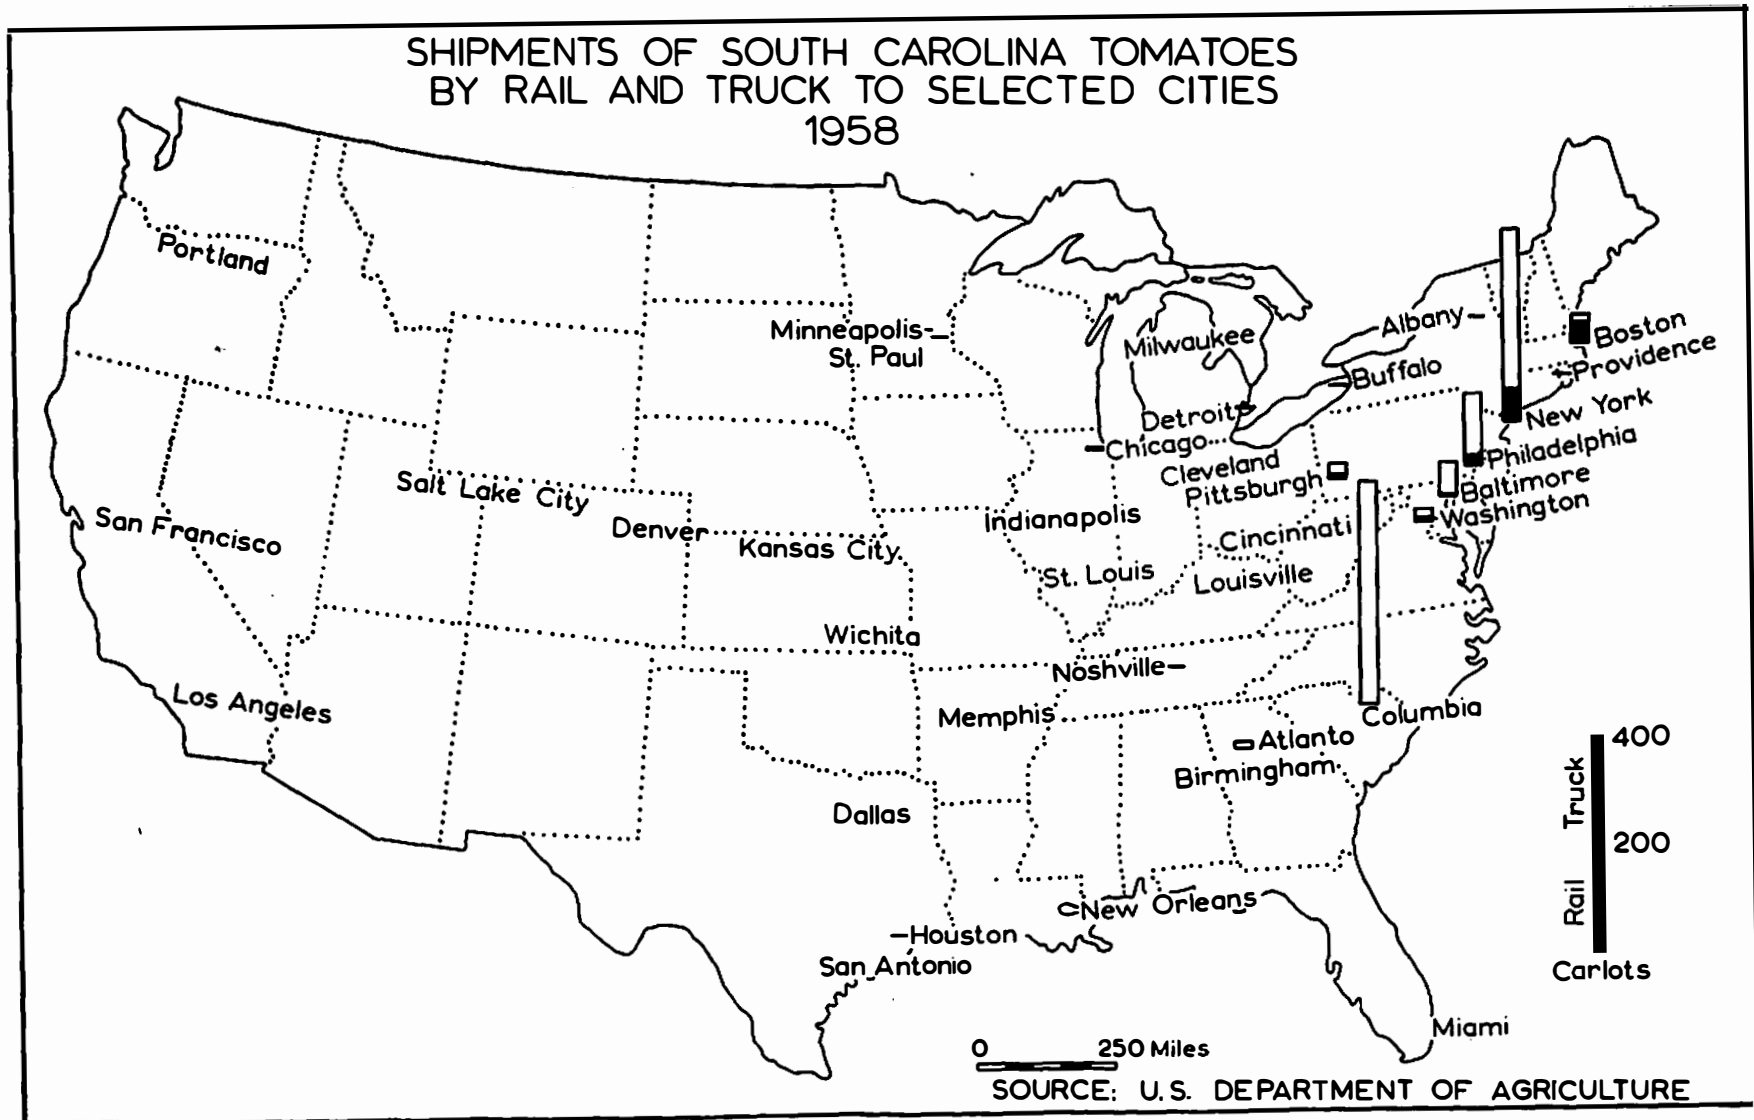 SHIPMENTS OF SOUTH CAROLINA TOMATOES
BY RAIL AND TRUCK TO SELECTED CITIES
1958
Portland
Minneapolis-
St. Paul
Milwaukee
Albany
Boston
Providence
Buffalo
Detroit
New York
Chicago
Cleveland
Philadelphia
Pittsburgh
Baltimore
Washington
Salt Lake City
San Francisco
Denver
Kansas City
Indianapolis
Cincinnati
St. Louis
Louisville
Wichita
Noshville
Los Angeles
Memphis
Columbia
Atlanto
Birmingham
Dallas
New Orleans
Houston
San Antonio
Miami
400
Truck
200
Rail
Carlots
0 250 Miles
SOURCE: U.S. DEPARTMENT OF AGRICULTURE